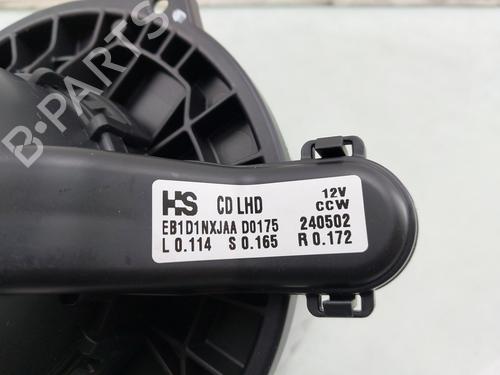 B-PARTS
HS CD LHD 12V
CCW
EB1D1NXJAA D0175 240502
L 0.114 S 0.165 R 0.172